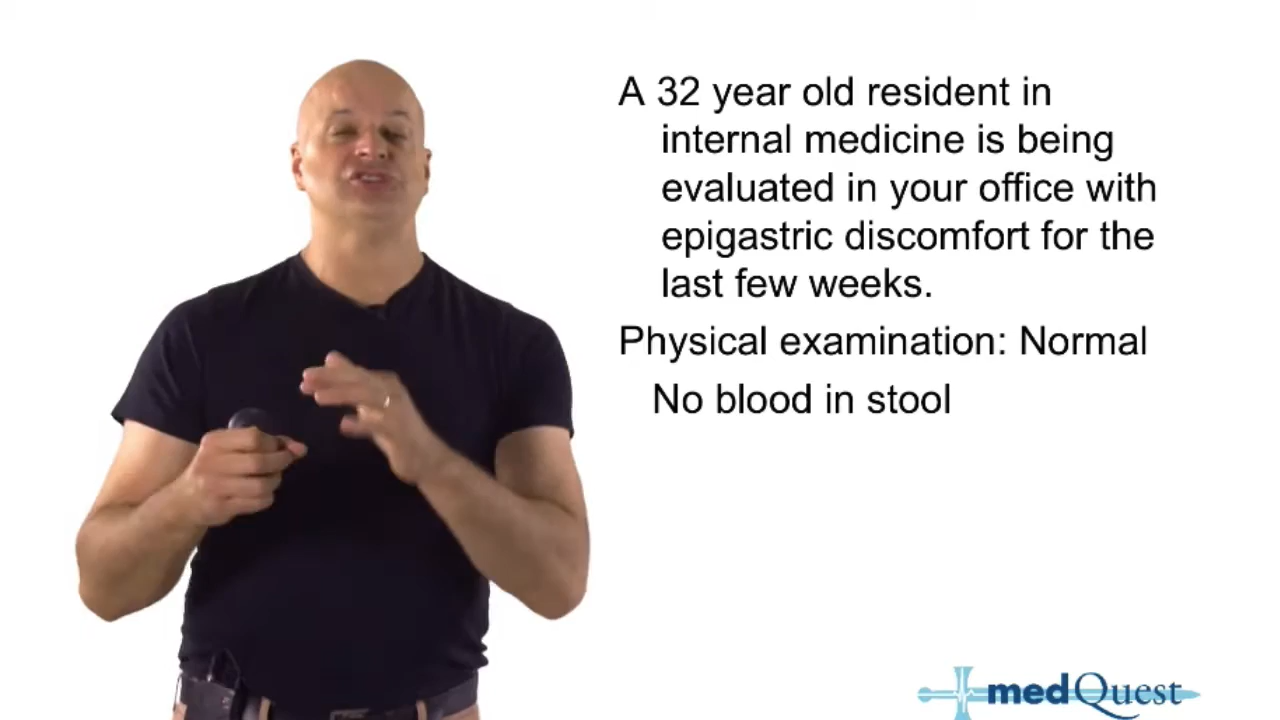 A 32 year old resident in
internal medicine is being
evaluated in your office with
epigastric discomfort for the
last few weeks.
Physical examination: Normal
No blood in stool
medQuest